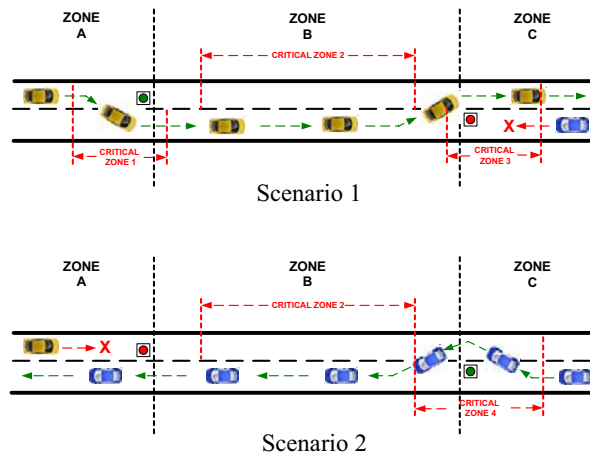 ZONE A
ZONE B
ZONE C
CRITICAL ZONE 2
X
CRITICAL ZONE 1
CRITICAL ZONE 3
Scenario 1
ZONE A
ZONE B
ZONE C
CRITICAL ZONE 2
X
CRITICAL ZONE 4
Scenario 2